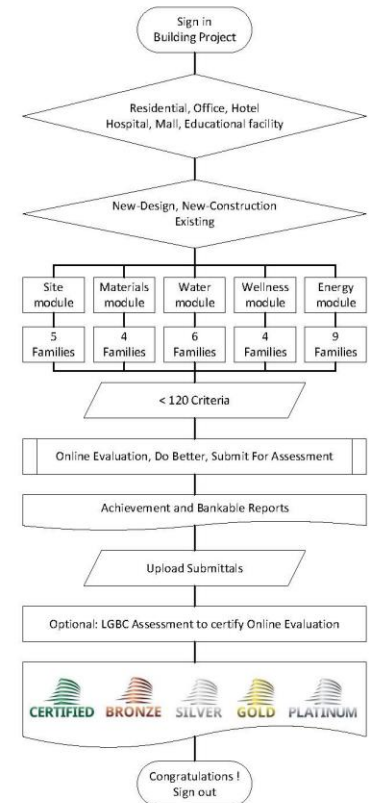 Sign in
Building Project
Residential, Office, Hotel
Hospital, Mall, Educational facility
New-Design, New-Construction
Existing
Site module
Materials module
Water module
Wellness module
Energy module
5 Families
4 Families
6 Families
4 Families
9 Families
< 120 Criteria
Online Evaluation, Do Better, Submit For Assessment
Achievement and Bankable Reports
Upload Submittals
Optional: LGBC Assessment to certify Online Evaluation
CERTIFIED BRONZE SILVER GOLD PLATINUM
Congratulations !
Sign out